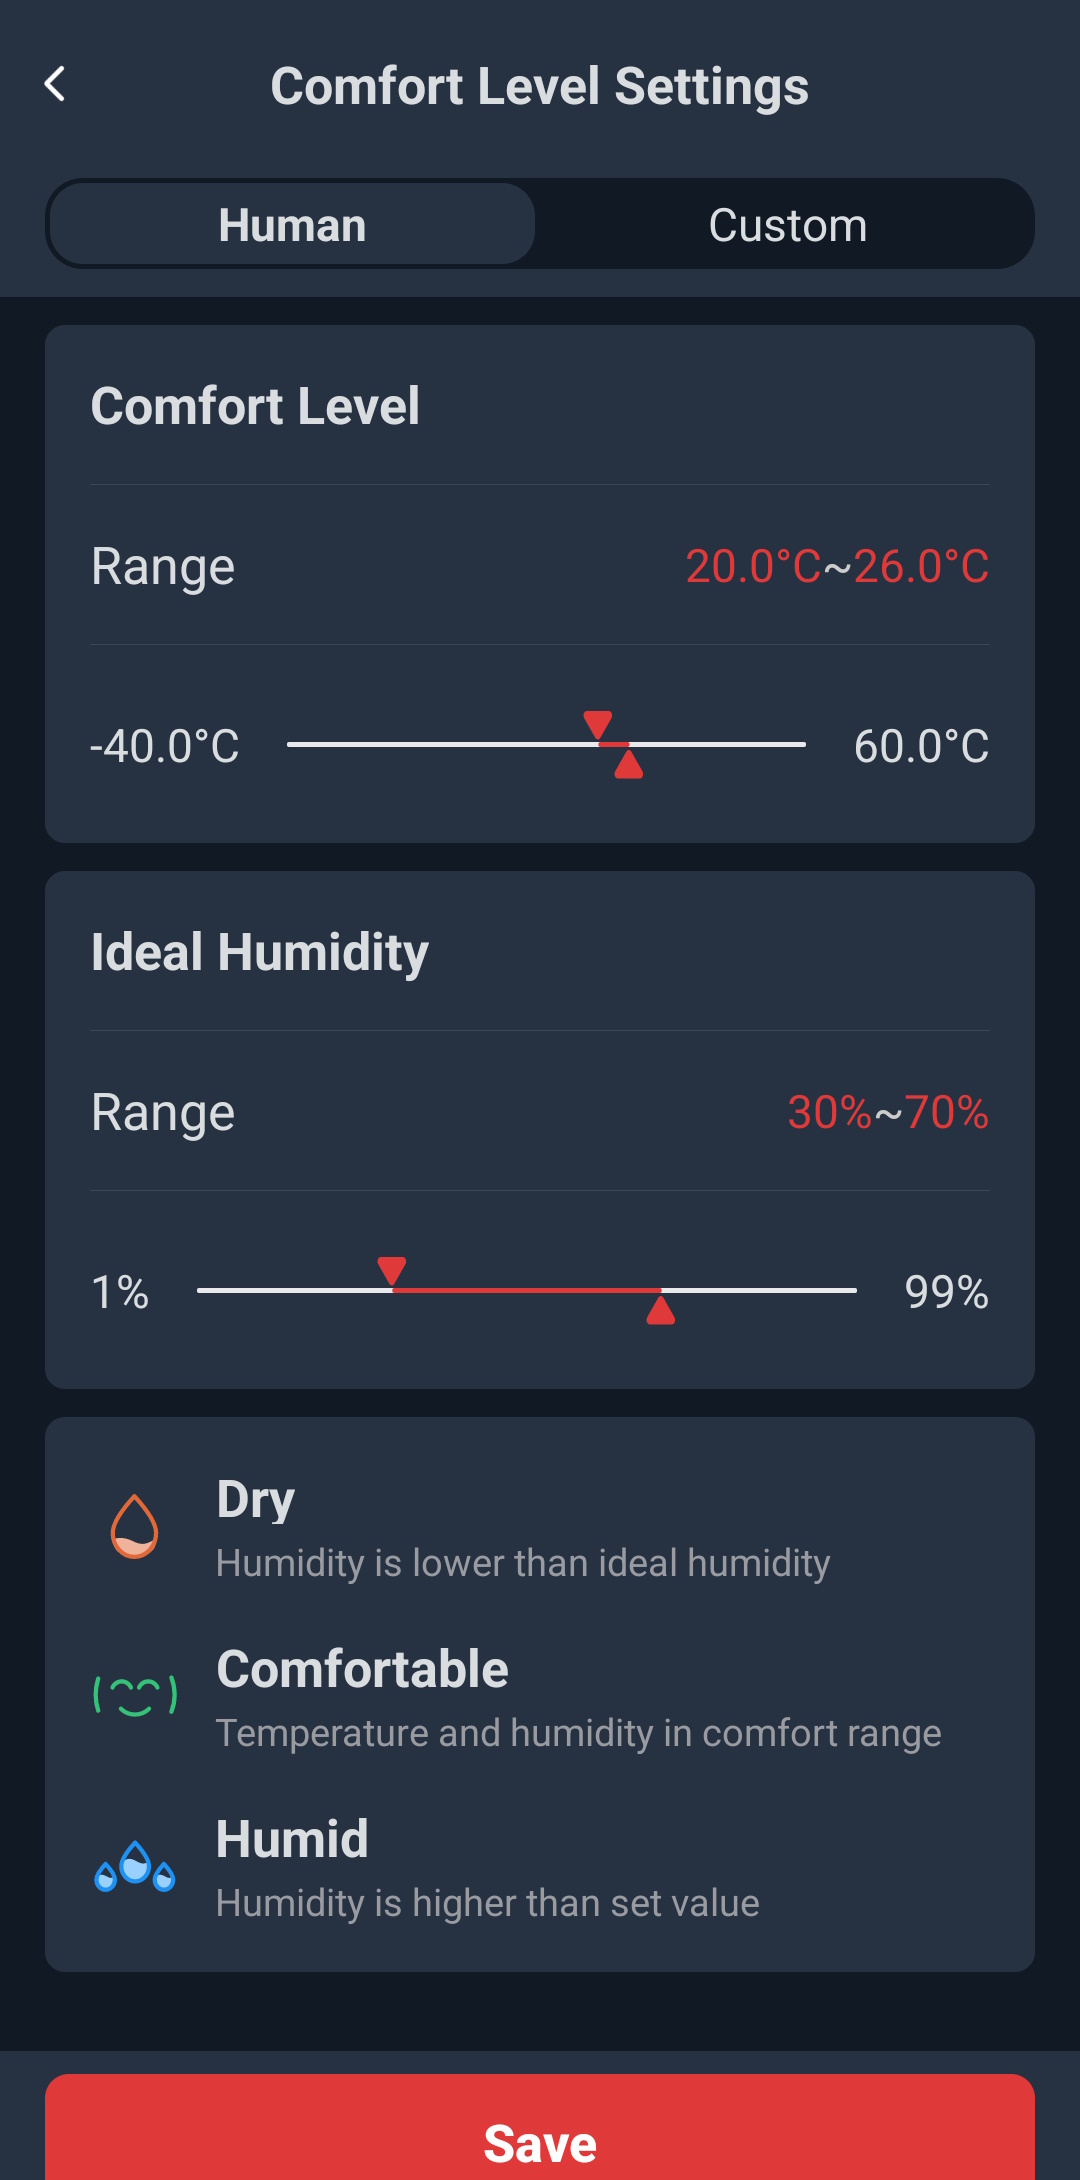 Comfort Level Settings
Human
Custom
Comfort Level
Range
20.0°C~26.0°C
-40.0°C
60.0°C
Ideal Humidity
Range
30%~70%
1%
99%
Dry
Humidity is lower than ideal humidity
Comfortable
Temperature and humidity in comfort range
Humid
Humidity is higher than set value
Save